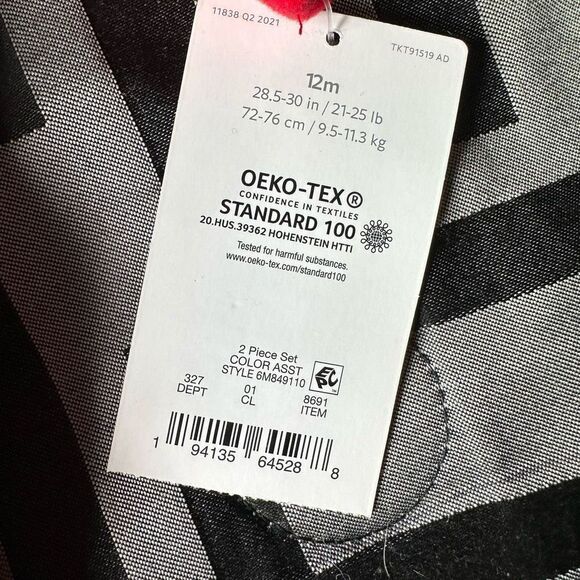 11838 Q2 2021
TKT91519 AD
12m
28.5-30 in / 21-25 lb
72-76 cm / 9.5-11.3 kg
OEKO-TEX®
CONFIDENCE IN TEXTILES
STANDARD 100
20.HUS.39362 HOHENSTEIN HTTI
Tested for harmful substances.
www.oeko-tex.com/standard100
2 Piece Set
COLOR ASST
STYLE 6M849110
EC
PC
327 01 8691
DEPT CL ITEM
1 94135 64528 8